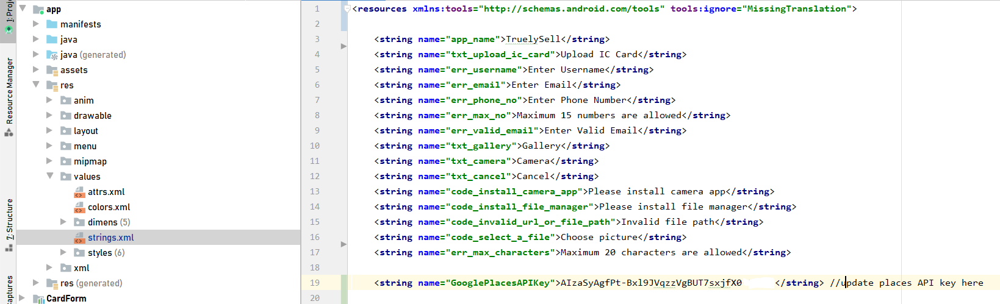 1: Proje
Resource Manager
7: Structure
aptures
app
manifests
java
java (generated)
assets
res
anim
drawable
layout
menu
mipmap
values
attrs.xml
colors.xml
dimens (5)
strings.xml
styles (6)
xml
res (generated)
CardForm
1 <resources xmlns:tools="http://schemas.android.com/tools" tools:ignore="MissingTranslation">
2
3 <string name="app_name">TruelySell</string>
4 <string name="txt_upload_ic_card">Upload IC Card</string>
5 <string name="err_username">Enter Username</string>
6 <string name="err_email">Enter Email</string>
7 <string name="err_phone_no">Enter Phone Number</string>
8 <string name="err_max_no">Maximum 15 numbers are allowed</string>
9 <string name="err_valid_email">Enter Valid Email</string>
10 <string name="txt_gallery">Gallery</string>
11 <string name="txt_camera">Camera</string>
12 <string name="txt_cancel">Cancel</string>
13 <string name="code_install_camera_app">Please install camera app</string>
14 <string name="code_install_file_manager">Please install file manager</string>
15 <string name="code_invalid_url_or_file_path">Invalid file path</string>
16 <string name="code_select_a_file">Choose picture</string>
17 <string name="err_max_characters">Maximum 20 characters are allowed</string>
18
19 <string name="GooglePlacesAPIKey">AIzaSyAgfPt-Bxl9JVqzzVgBUT7sxjfX0</string> //update places API key here
20